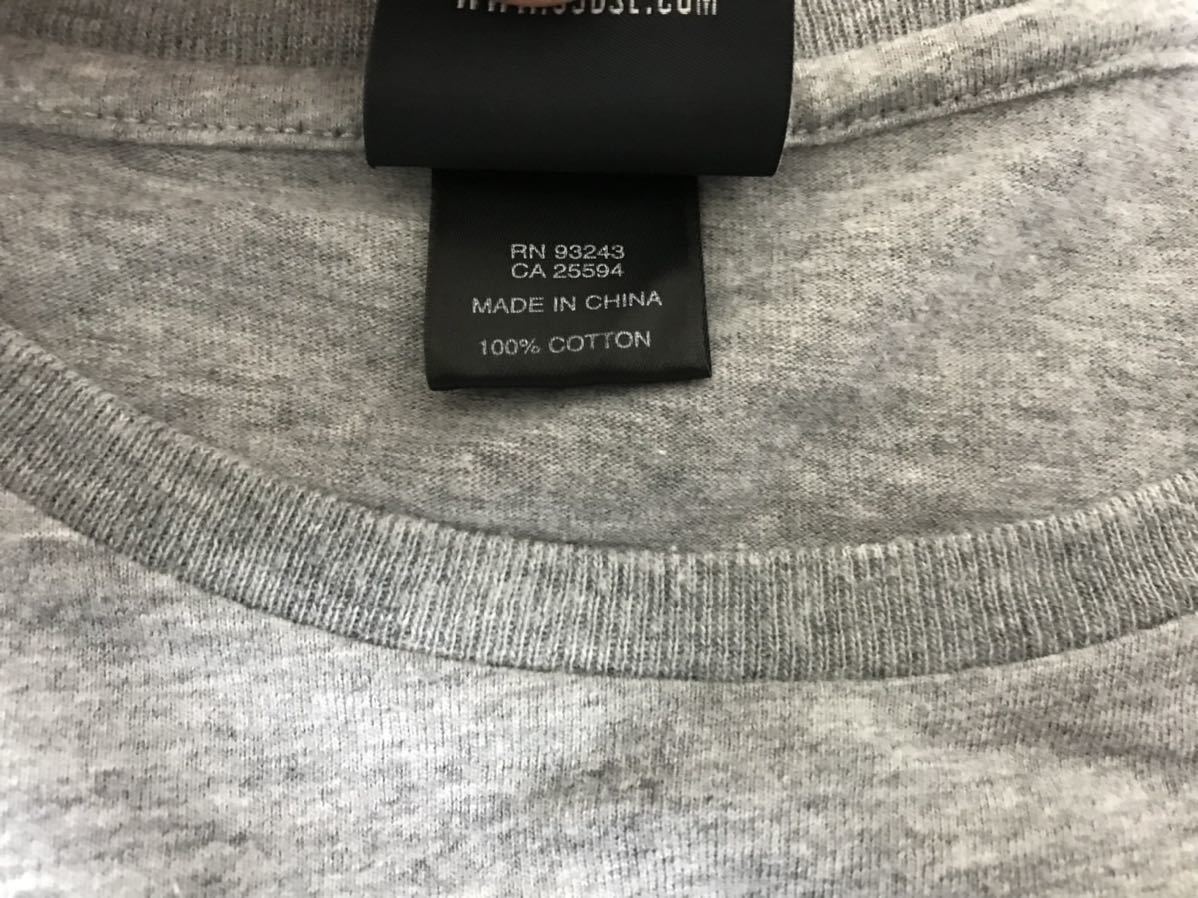 RN 93243
CA 25594
MADE IN CHINA
100% COTTON